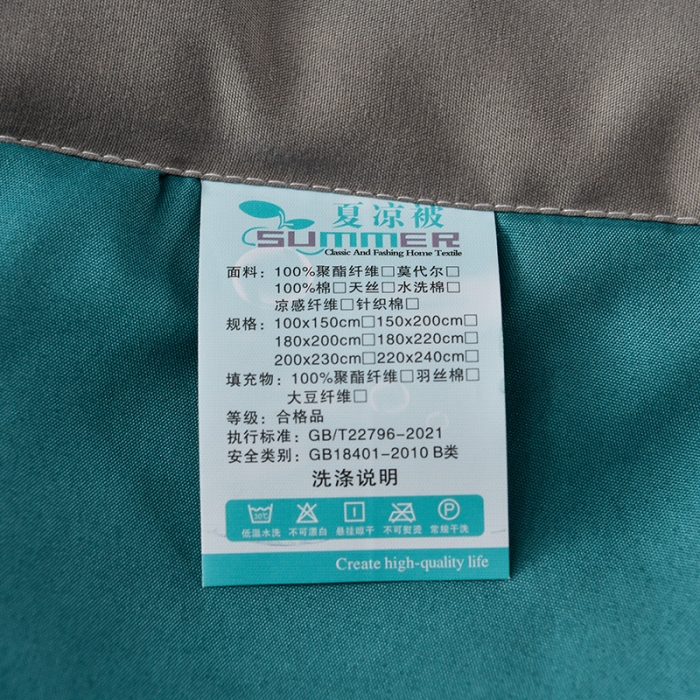 夏凉被
SUMMER
Classic And Fashing Home Textile
面料：100%聚酯纤维□莫代尔□
100%棉□天丝□水洗棉□
凉感纤维□针织棉□
规格：100x150cm□150x200cm□
180x200cm□180x220cm□
200x230cm□220x240cm□
填充物：100%聚酯纤维□羽丝棉□
大豆纤维□
等级：合格品
执行标准：GB/T22796-2021
安全类别：GB18401-2010 B类
洗涤说明
30℃ P
低温水洗 不可漂白 悬挂晾干 不可熨烫 常规干洗
Create high-quality life